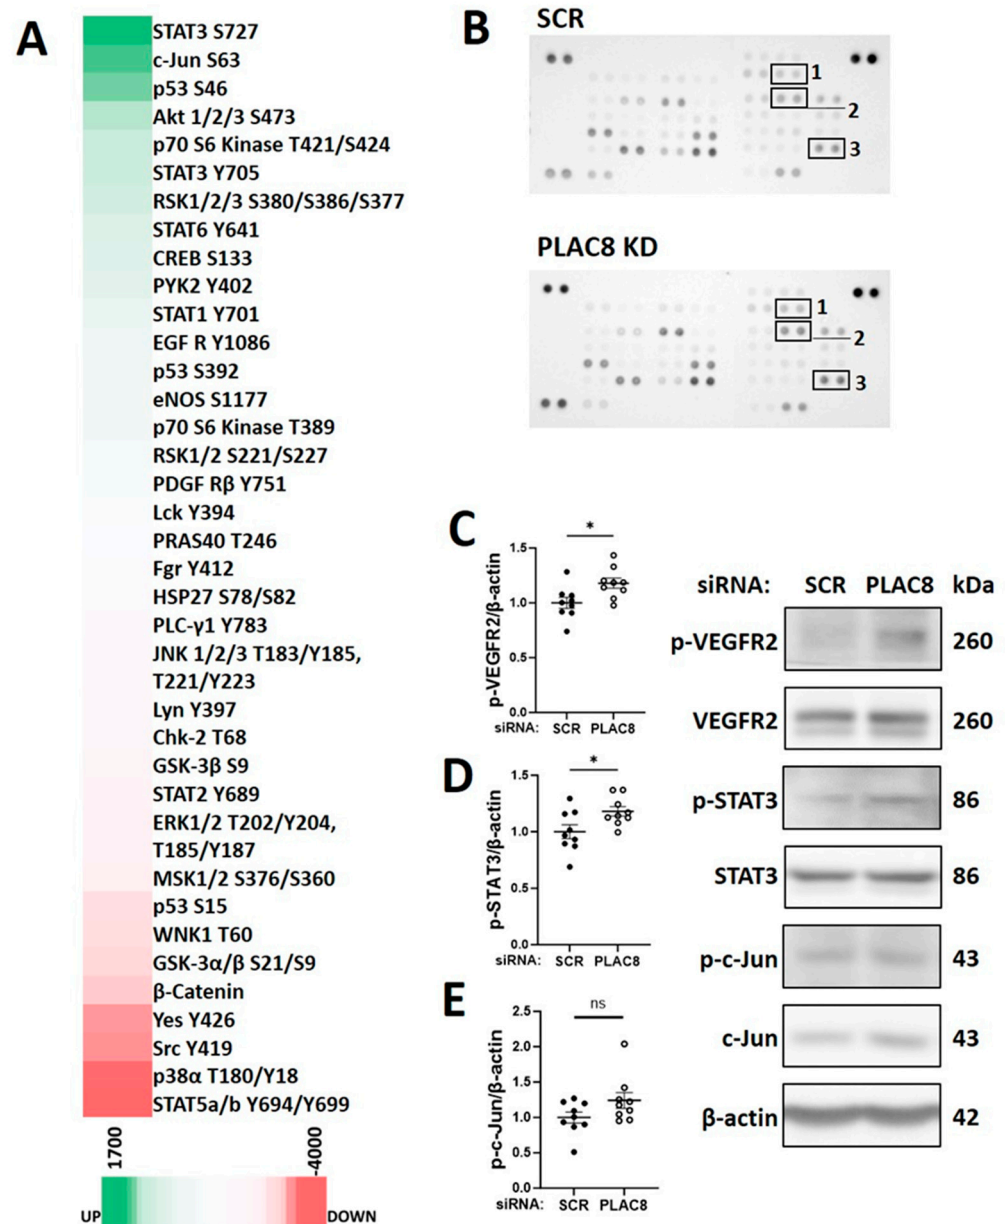 A
STAT3 S727
c-Jun S63
p53 S46
Akt 1/2/3 S473
p70 S6 Kinase T421/S424
STAT3 Y705
RSK1/2/3 S380/S386/S377
STAT6 Y641
CREB S133
PYK2 Y402
STAT1 Y701
EGF R Y1086
p53 S392
eNOS S1177
p70 S6 Kinase T389
RSK1/2 S221/S227
PDGF Rβ Y751
Lck Y394
PRAS40 T246
Fgr Y412
HSP27 S78/S82
PLC-γ1 Y783
JNK 1/2/3 T183/Y185,
T221/Y223
Lyn Y397
Chk-2 T68
GSK-3β S9
STAT2 Y689
ERK1/2 T202/Y204,
T185/Y187
MSK1/2 S376/S360
p53 S15
WNK1 T60
GSK-3α/β S21/S9
β-Catenin
Yes Y426
Src Y419
p38α T180/Y18
STAT5a/b Y694/Y699
1700
-4000
UP
DOWN
B
SCR
1
2
3
PLAC8 KD
1
2
3
C
p-VEGFR2/β-actin
1.5
1.0
0.5
0.0
*
siRNA: SCR PLAC8
D
p-STAT3/β-actin
1.5
1.0
0.5
0.0
*
siRNA: SCR PLAC8
E
p-c-Jun/β-actin
2.5
2.0
1.5
1.0
0.5
0.0
ns
siRNA: SCR PLAC8
siRNA: SCR PLAC8 kDa
p-VEGFR2 260
VEGFR2 260
p-STAT3 86
STAT3 86
p-c-Jun 43
c-Jun 43
β-actin 42